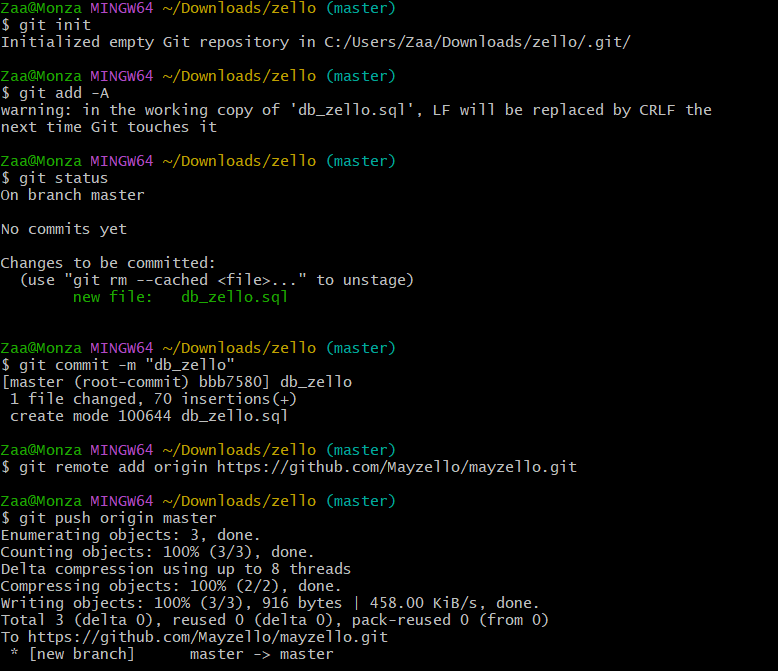 Zaa@Monza MINGW64 ~/Downloads/zello (master)
$ git init
Initialized empty Git repository in C:/Users/Zaa/Downloads/zello/.git/
Zaa@Monza MINGW64 ~/Downloads/zello (master)
$ git add -A
warning: in the working copy of 'db_zello.sql', LF will be replaced by CRLF the
next time Git touches it
Zaa@Monza MINGW64 ~/Downloads/zello (master)
$ git status
On branch master
No commits yet
Changes to be committed:
  (use "git rm --cached <file>..." to unstage)
        new file:   db_zello.sql
Zaa@Monza MINGW64 ~/Downloads/zello (master)
$ git commit -m "db_zello"
[master (root-commit) bbb7580] db_zello
 1 file changed, 70 insertions(+)
 create mode 100644 db_zello.sql
Zaa@Monza MINGW64 ~/Downloads/zello (master)
$ git remote add origin https://github.com/Mayzello/mayzello.git
Zaa@Monza MINGW64 ~/Downloads/zello (master)
$ git push origin master
Enumerating objects: 3, done.
Counting objects: 100% (3/3), done.
Delta compression using up to 8 threads
Compressing objects: 100% (2/2), done.
Writing objects: 100% (3/3), 916 bytes | 458.00 KiB/s, done.
Total 3 (delta 0), reused 0 (delta 0), pack-reused 0 (from 0)
To https://github.com/Mayzello/mayzello.git
 * [new branch]      master -> master